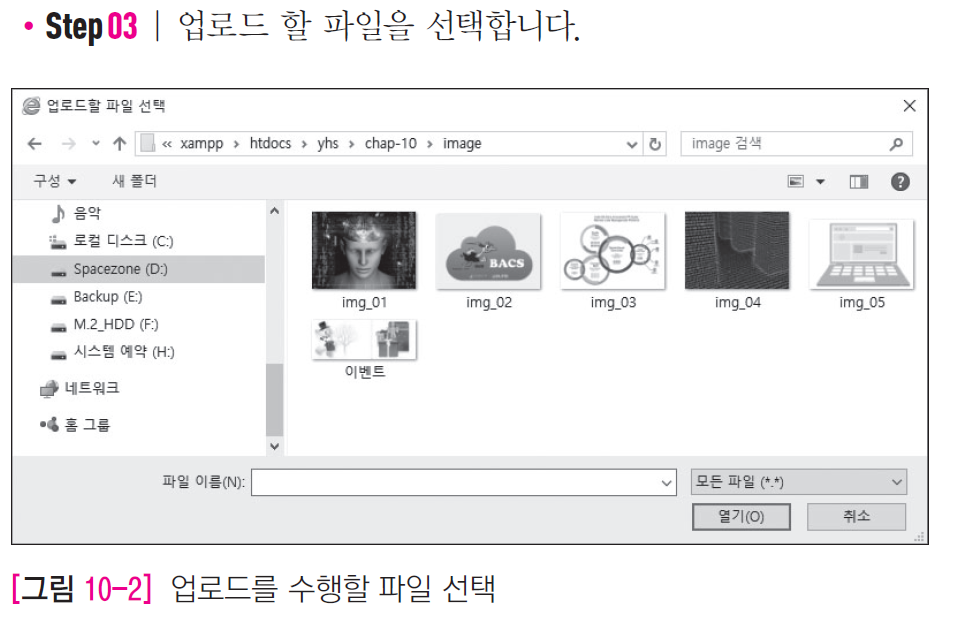 • Step 03 | 업로드 할 파일을 선택합니다.
업로드할 파일 선택
« xampp > htdocs > yhs > chap-10 > image
image 검색
구성
새 폴더
음악
로컬 디스크 (C:)
Spacezone (D:)
Backup (E:)
M.2_HDD (F:)
시스템 예약 (H:)
네트워크
홈 그룹
BACS
img_01
img_02
img_03
img_04
img_05
이벤트
파일 이름(N):
모든 파일 (*.*)
열기(O)
취소
[그림 10-2] 업로드를 수행할 파일 선택